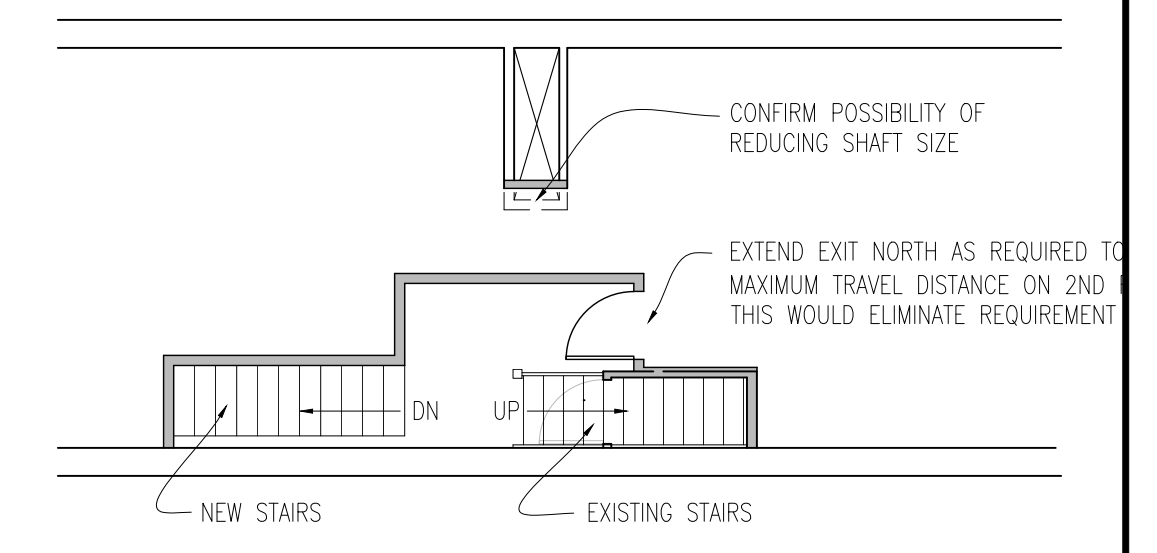 CONFIRM POSSIBILITY OF
REDUCING SHAFT SIZE
EXTEND EXIT NORTH AS REQUIRED TO
MAXIMUM TRAVEL DISTANCE ON 2ND
THIS WOULD ELIMINATE REQUIREMENT
DN
UP
NEW STAIRS
EXISTING STAIRS